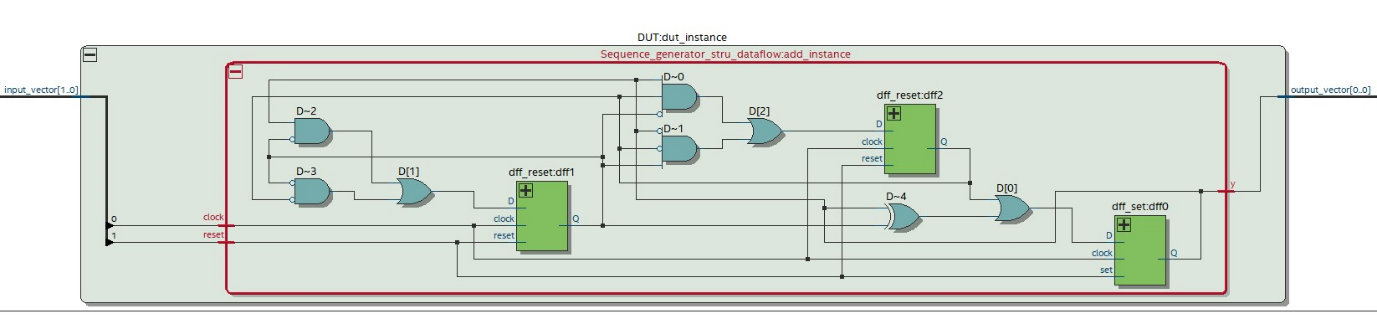 DUT:dut_instance
Sequence_generator_stru_dataflow:add_instance
input_vector[1..0]
output_vector[0..0]
D~0
D~2
D[2]
dff_reset:dff2
D
clock
reset
Q
D~1
D~3
D[1]
dff_reset:dff1
D
clock
reset
Q
D~4
D[0]
dff_set:dff0
D
clock
set
Q
y
0
1
clock
reset